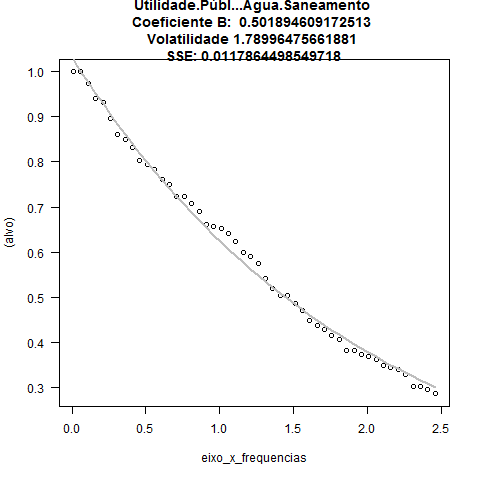 Utilidade.Públ...Agua.Saneamento
Coeficiente B:  0.501894609172513
Volatilidade 1.78996475661881
SSE: 0.0117864498549718
1.0
0.9
0.8
0.7
0.6
0.5
0.4
0.3
(alvo)
0.0 0.5 1.0 1.5 2.0 2.5
eixo_x_frequencias